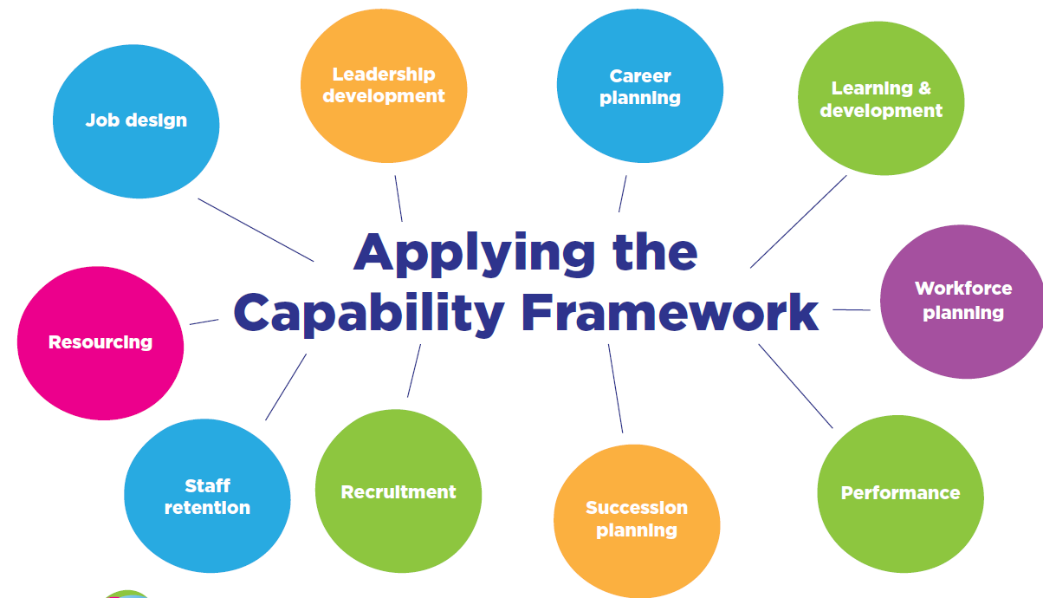 Job design
Leadership
development
Career
planning
Learning &
development
Applying the
Capability Framework
Workforce
planning
Resourcing
Staff
retention
Recruitment
Succession
planning
Performance